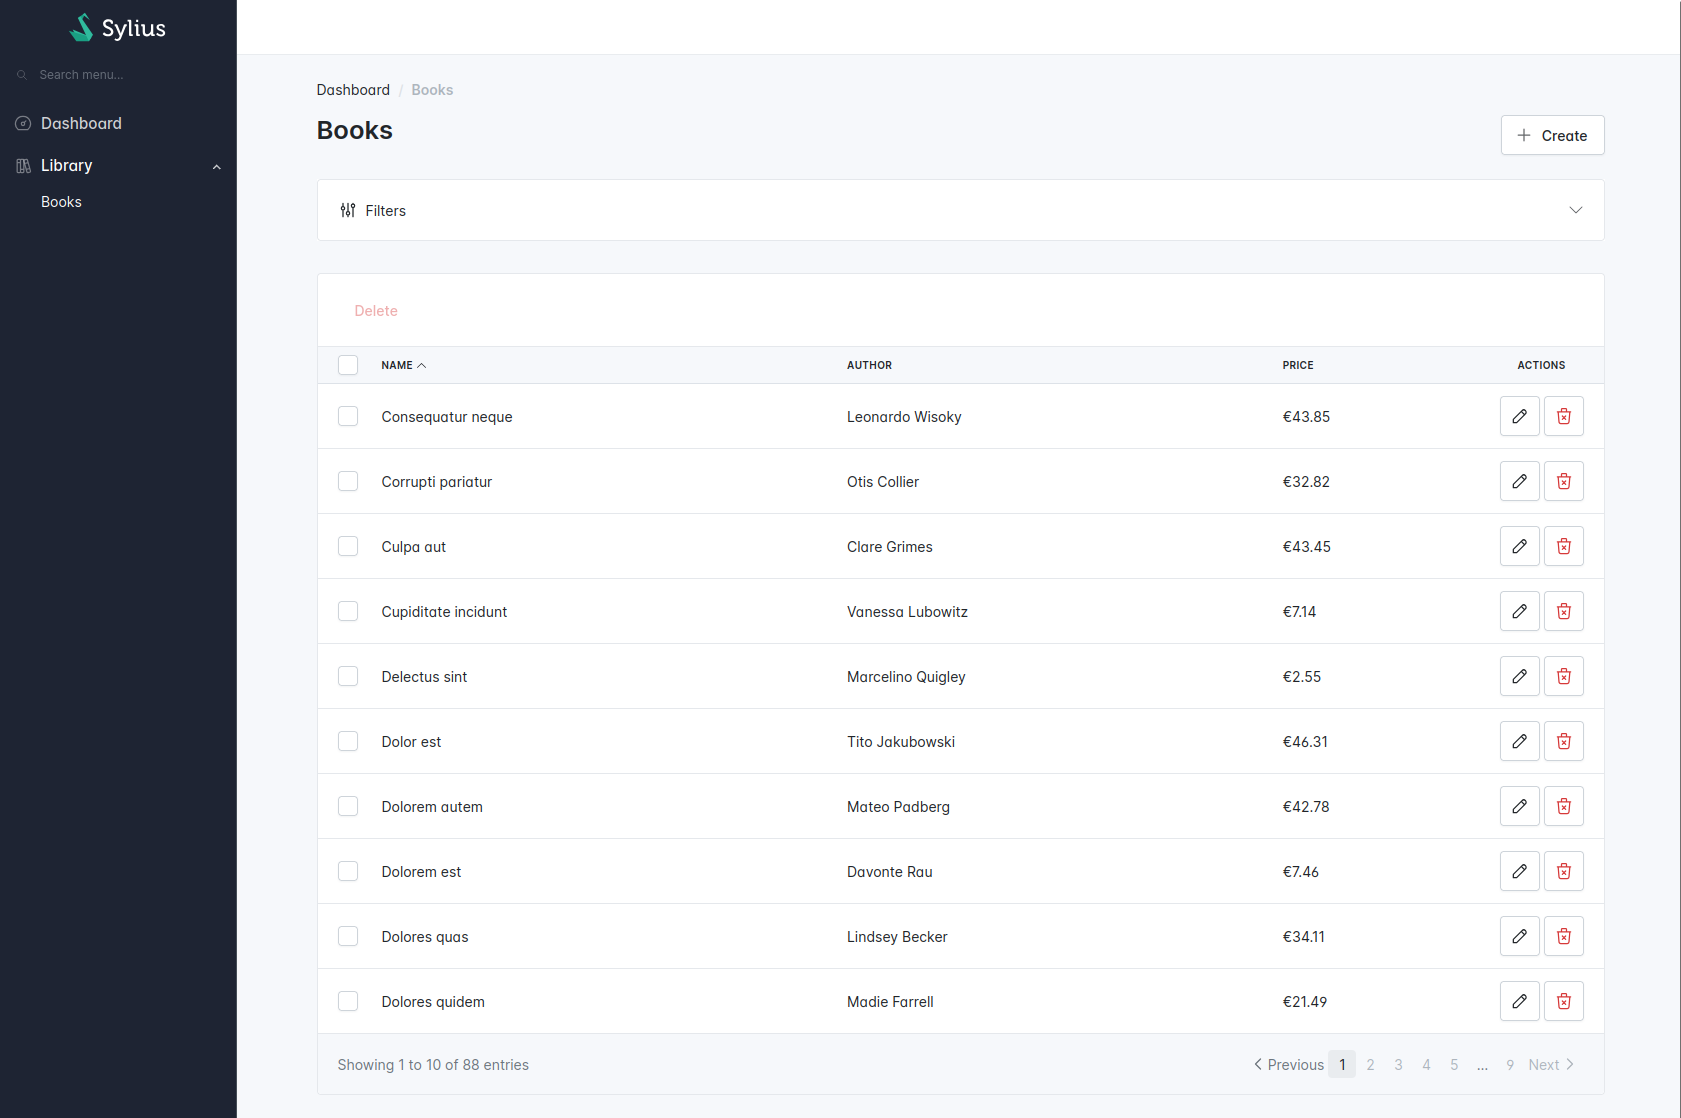 Sylius
Search menu...
Dashboard
Library
Books
Dashboard / Books
Books
Create
Filters
Delete
NAME AUTHOR PRICE ACTIONS
Consequatur neque Leonardo Wisoky €43.85
Corrupti pariatur Otis Collier €32.82
Culpa aut Clare Grimes €43.45
Cupiditate incidunt Vanessa Lubowitz €7.14
Delectus sint Marcelino Quigley €2.55
Dolor est Tito Jakubowski €46.31
Dolorem autem Mateo Padberg €42.78
Dolorem est Davonte Rau €7.46
Dolores quas Lindsey Becker €34.11
Dolores quidem Madie Farrell €21.49
Showing 1 to 10 of 88 entries Previous 1 2 3 4 5 ... 9 Next